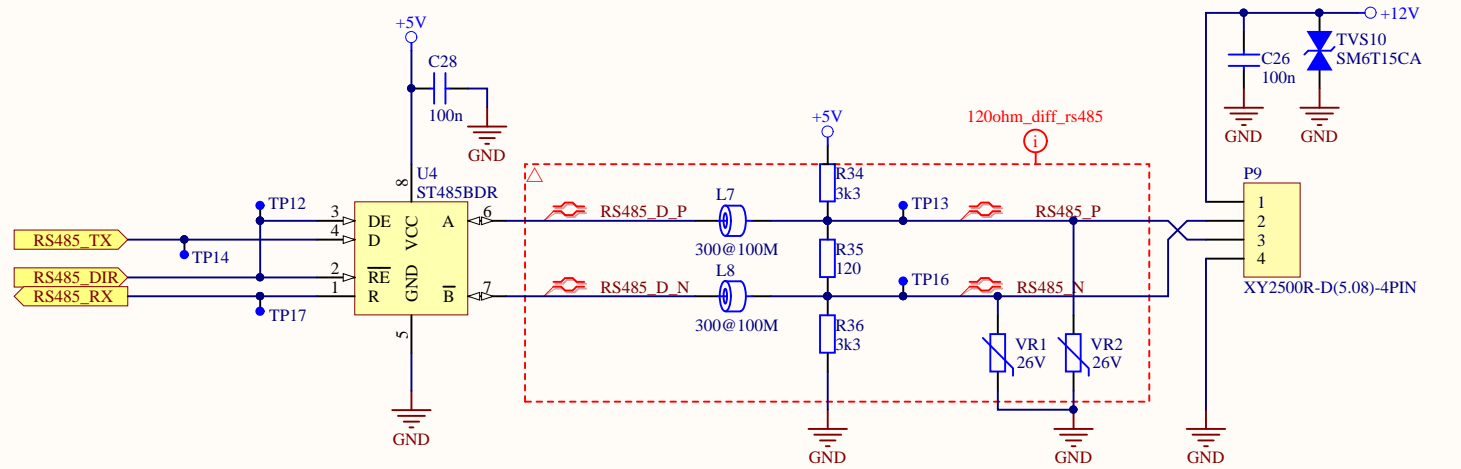 +5V
C28
100n
GND
+12V
C26
100n
TVS10
SM6T15CA
GND
GND
120ohm_diff_rs485
i
+5V
R34
3k3
U4
ST485BDR
8
VCC
GND
5
GND
3
DE
4
D
2
RE
1
R
A
6
B
7
TP12
TP14
TP17
RS485_TX
RS485_DIR
RS485_RX
RS485_D_P
RS485_D_N
L7
300@100M
L8
300@100M
R35
120
R36
3k3
GND
TP13
TP16
RS485_P
RS485_N
VR1
26V
VR2
26V
GND
P9
1
2
3
4
XY2500R-D(5.08)-4PIN
GND